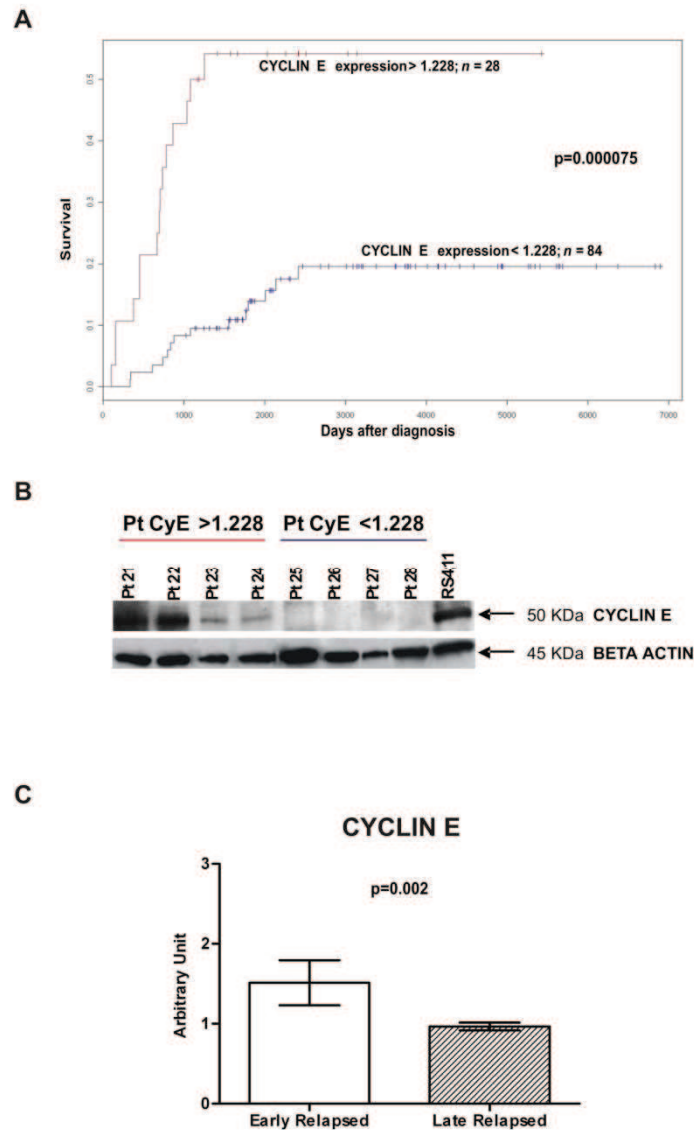 A
CYCLIN E expression> 1.228; n = 28
p=0.000075
CYCLIN E expression< 1.228; n = 84
Survival
0.5
0.4
0.3
0.2
0.1
0.0
0 1000 2000 3000 4000 5000 6000 7000
Days after diagnosis
B
Pt CyE >1.228 Pt CyE <1.228
Pt 21 Pt 22 Pt 23 Pt 24 Pt 25 Pt 26 Pt 27 Pt 28 RS4;11
50 KDa CYCLIN E
45 KDa BETA ACTIN
C
CYCLIN E
p=0.002
Arbitrary Unit
3
2
1
0
Early Relapsed Late Relapsed